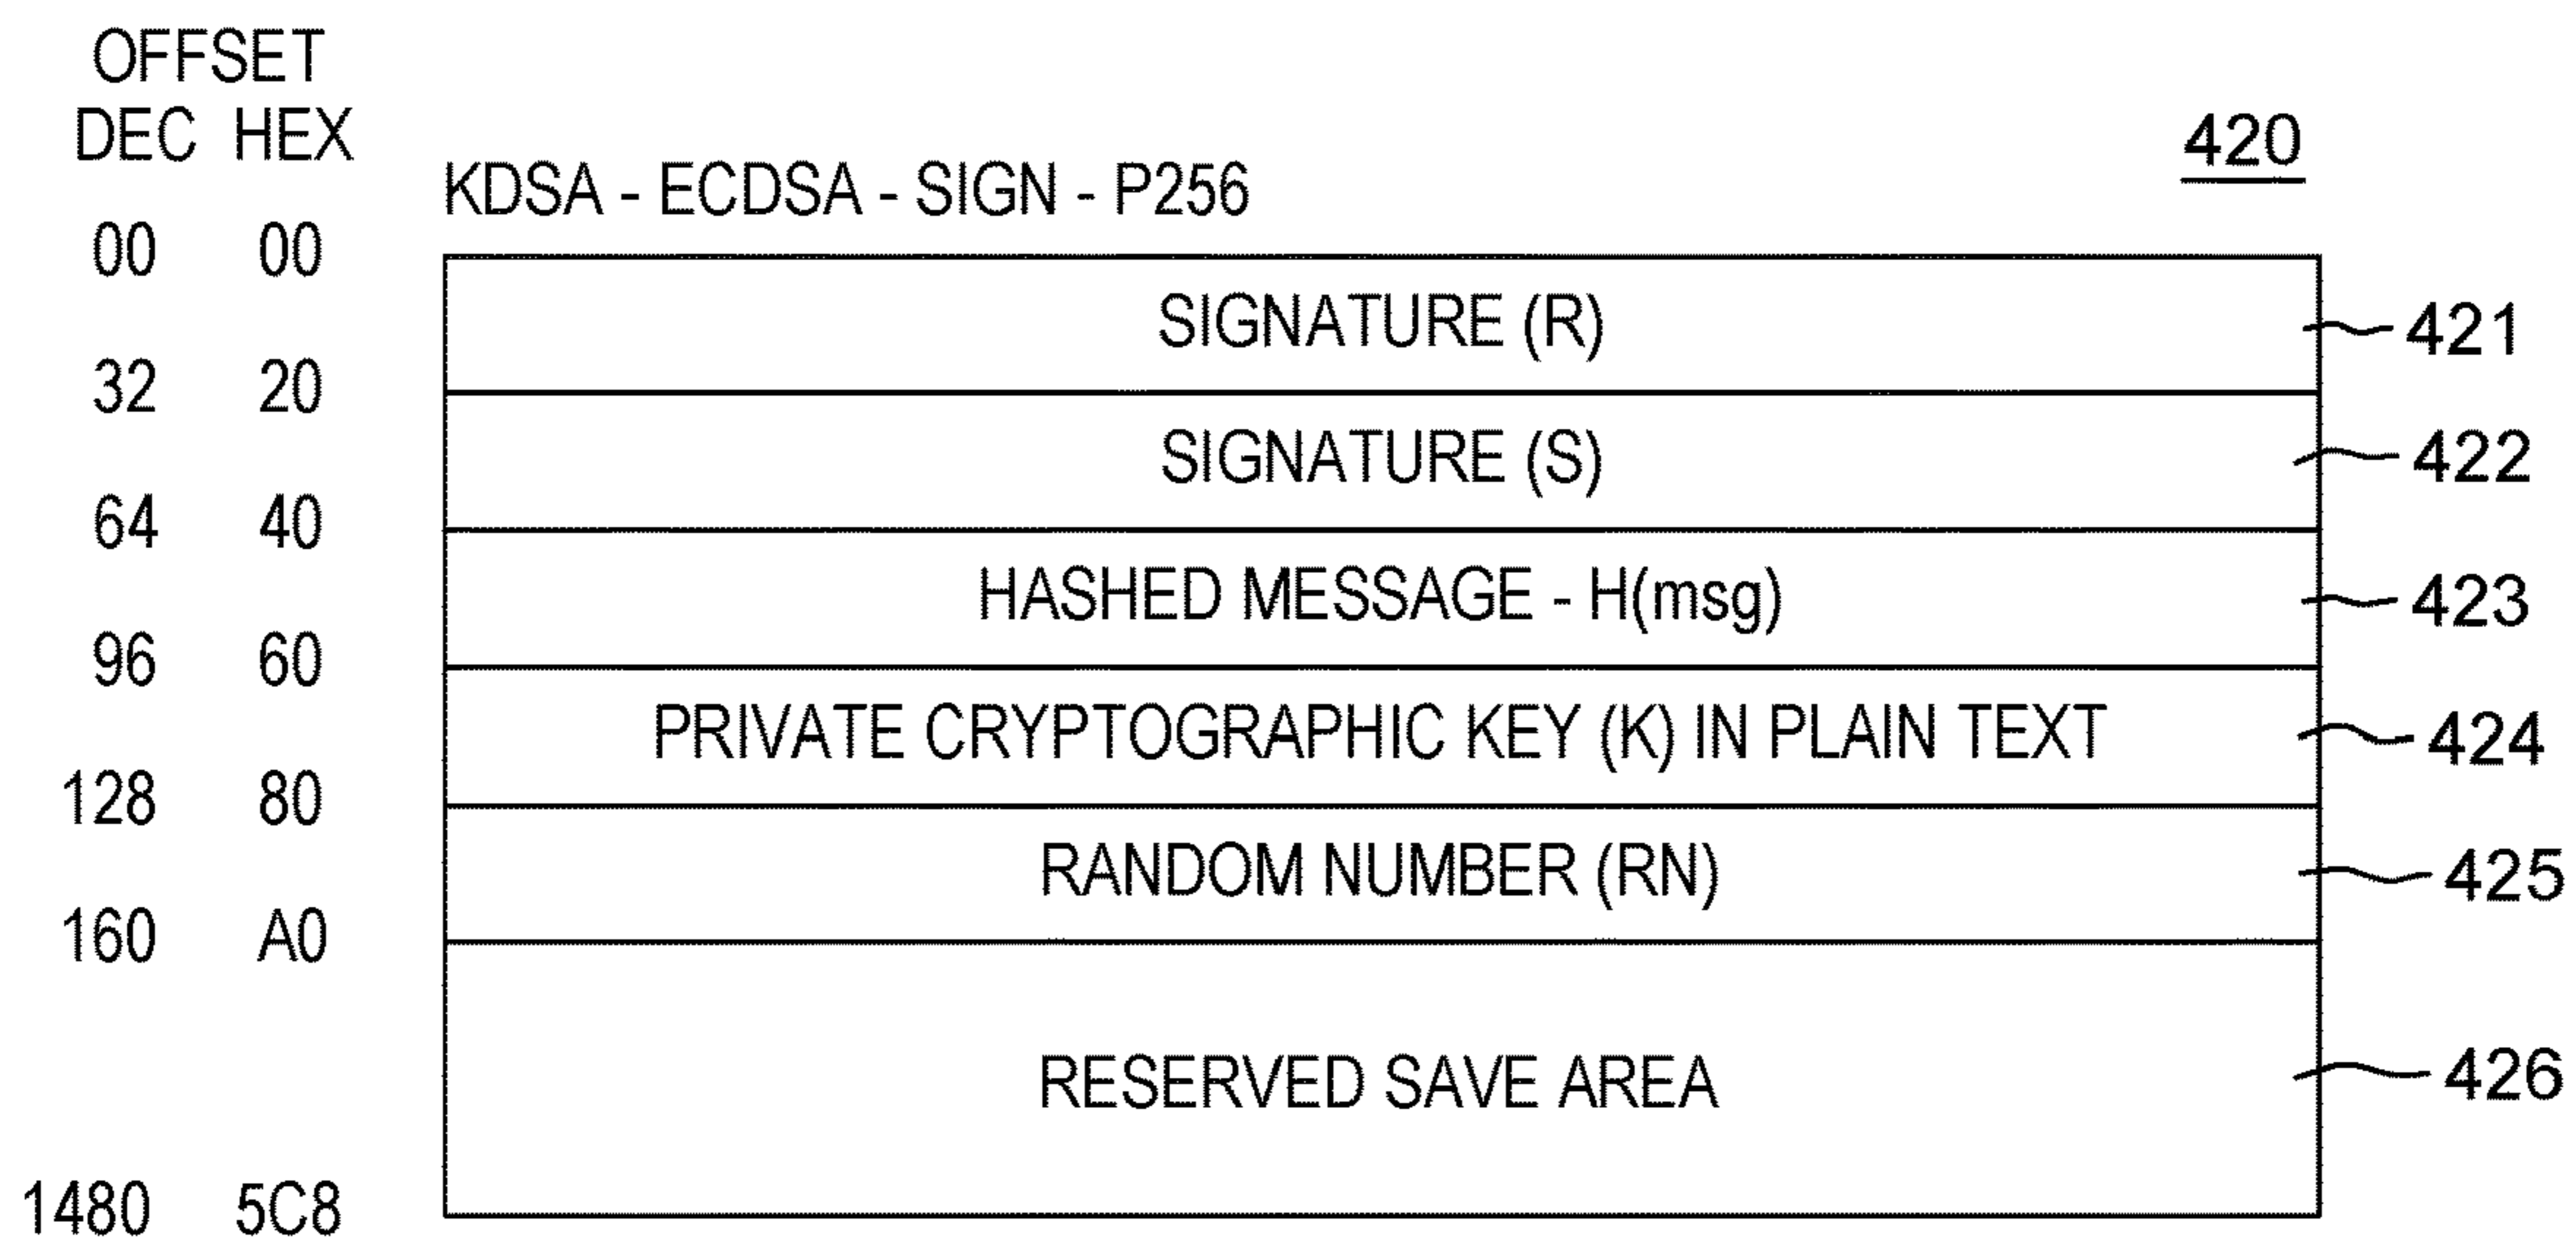 OFFSET
DEC HEX
420
KDSA - ECDSA - SIGN - P256
00 00
SIGNATURE (R)
421
32 20
SIGNATURE (S)
422
64 40
HASHED MESSAGE - H(msg)
423
96 60
PRIVATE CRYPTOGRAPHIC KEY (K) IN PLAIN TEXT
424
128 80
RANDOM NUMBER (RN)
425
160 A0
RESERVED SAVE AREA
426
1480 5C8